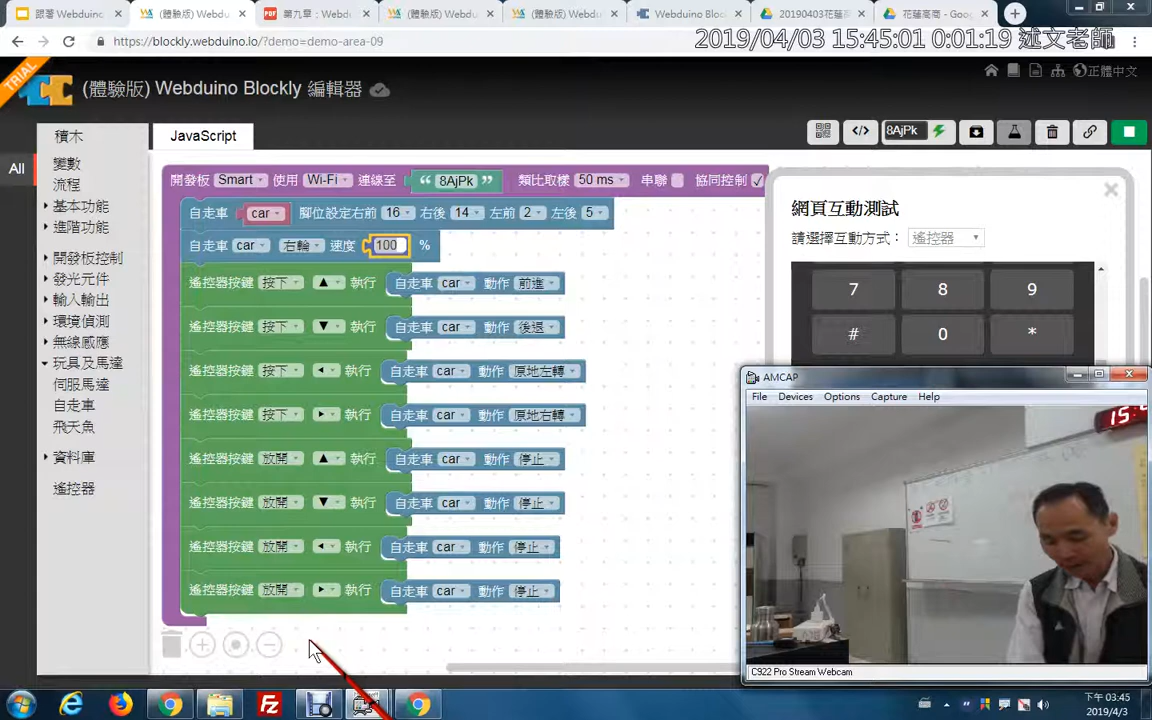 跟著 Webduino
(體驗版) Webdu
第九章：Webdu
(體驗版) Webdu
(體驗版) Webdu
Webduino Bloc
20190403花蓮高
花蓮高商 - Goo
https://blockly.webduino.io/?demo=demo-area-09
2019/04/03 15:45:01 0:01:19 述文老師
TRIAL
(體驗版) Webduino Blockly 編輯器
正體中文
積木
JavaScript
8AjPk
All
變數
流程
基本功能
進階功能
開發板控制
發光元件
輸入輸出
環境偵測
無線感應
玩具及馬達
伺服馬達
自走車
飛天魚
資料庫
遙控器
開發板 Smart 使用 Wi-Fi 連線至 “ 8AjPk ” 類比取樣 50 ms 串聯 協同控制
自走車 car 腳位設定右前 16 右後 14 左前 2 左後 5
自走車 car 右輪 速度 100 %
遙控器按鍵 按下 ▲ 執行 自走車 car 動作 前進
遙控器按鍵 按下 ▼ 執行 自走車 car 動作 後退
遙控器按鍵 按下 ◄ 執行 自走車 car 動作 原地左轉
遙控器按鍵 按下 ► 執行 自走車 car 動作 原地右轉
遙控器按鍵 放開 ▲ 執行 自走車 car 動作 停止
遙控器按鍵 放開 ▼ 執行 自走車 car 動作 停止
遙控器按鍵 放開 ◄ 執行 自走車 car 動作 停止
遙控器按鍵 放開 ► 執行 自走車 car 動作 停止
網頁互動測試
請選擇互動方式： 遙控器
7 8 9
# 0 *
AMCAP
File Devices Options Capture Help
15
C922 Pro Stream Webcam
下午 03:45
2019/4/3